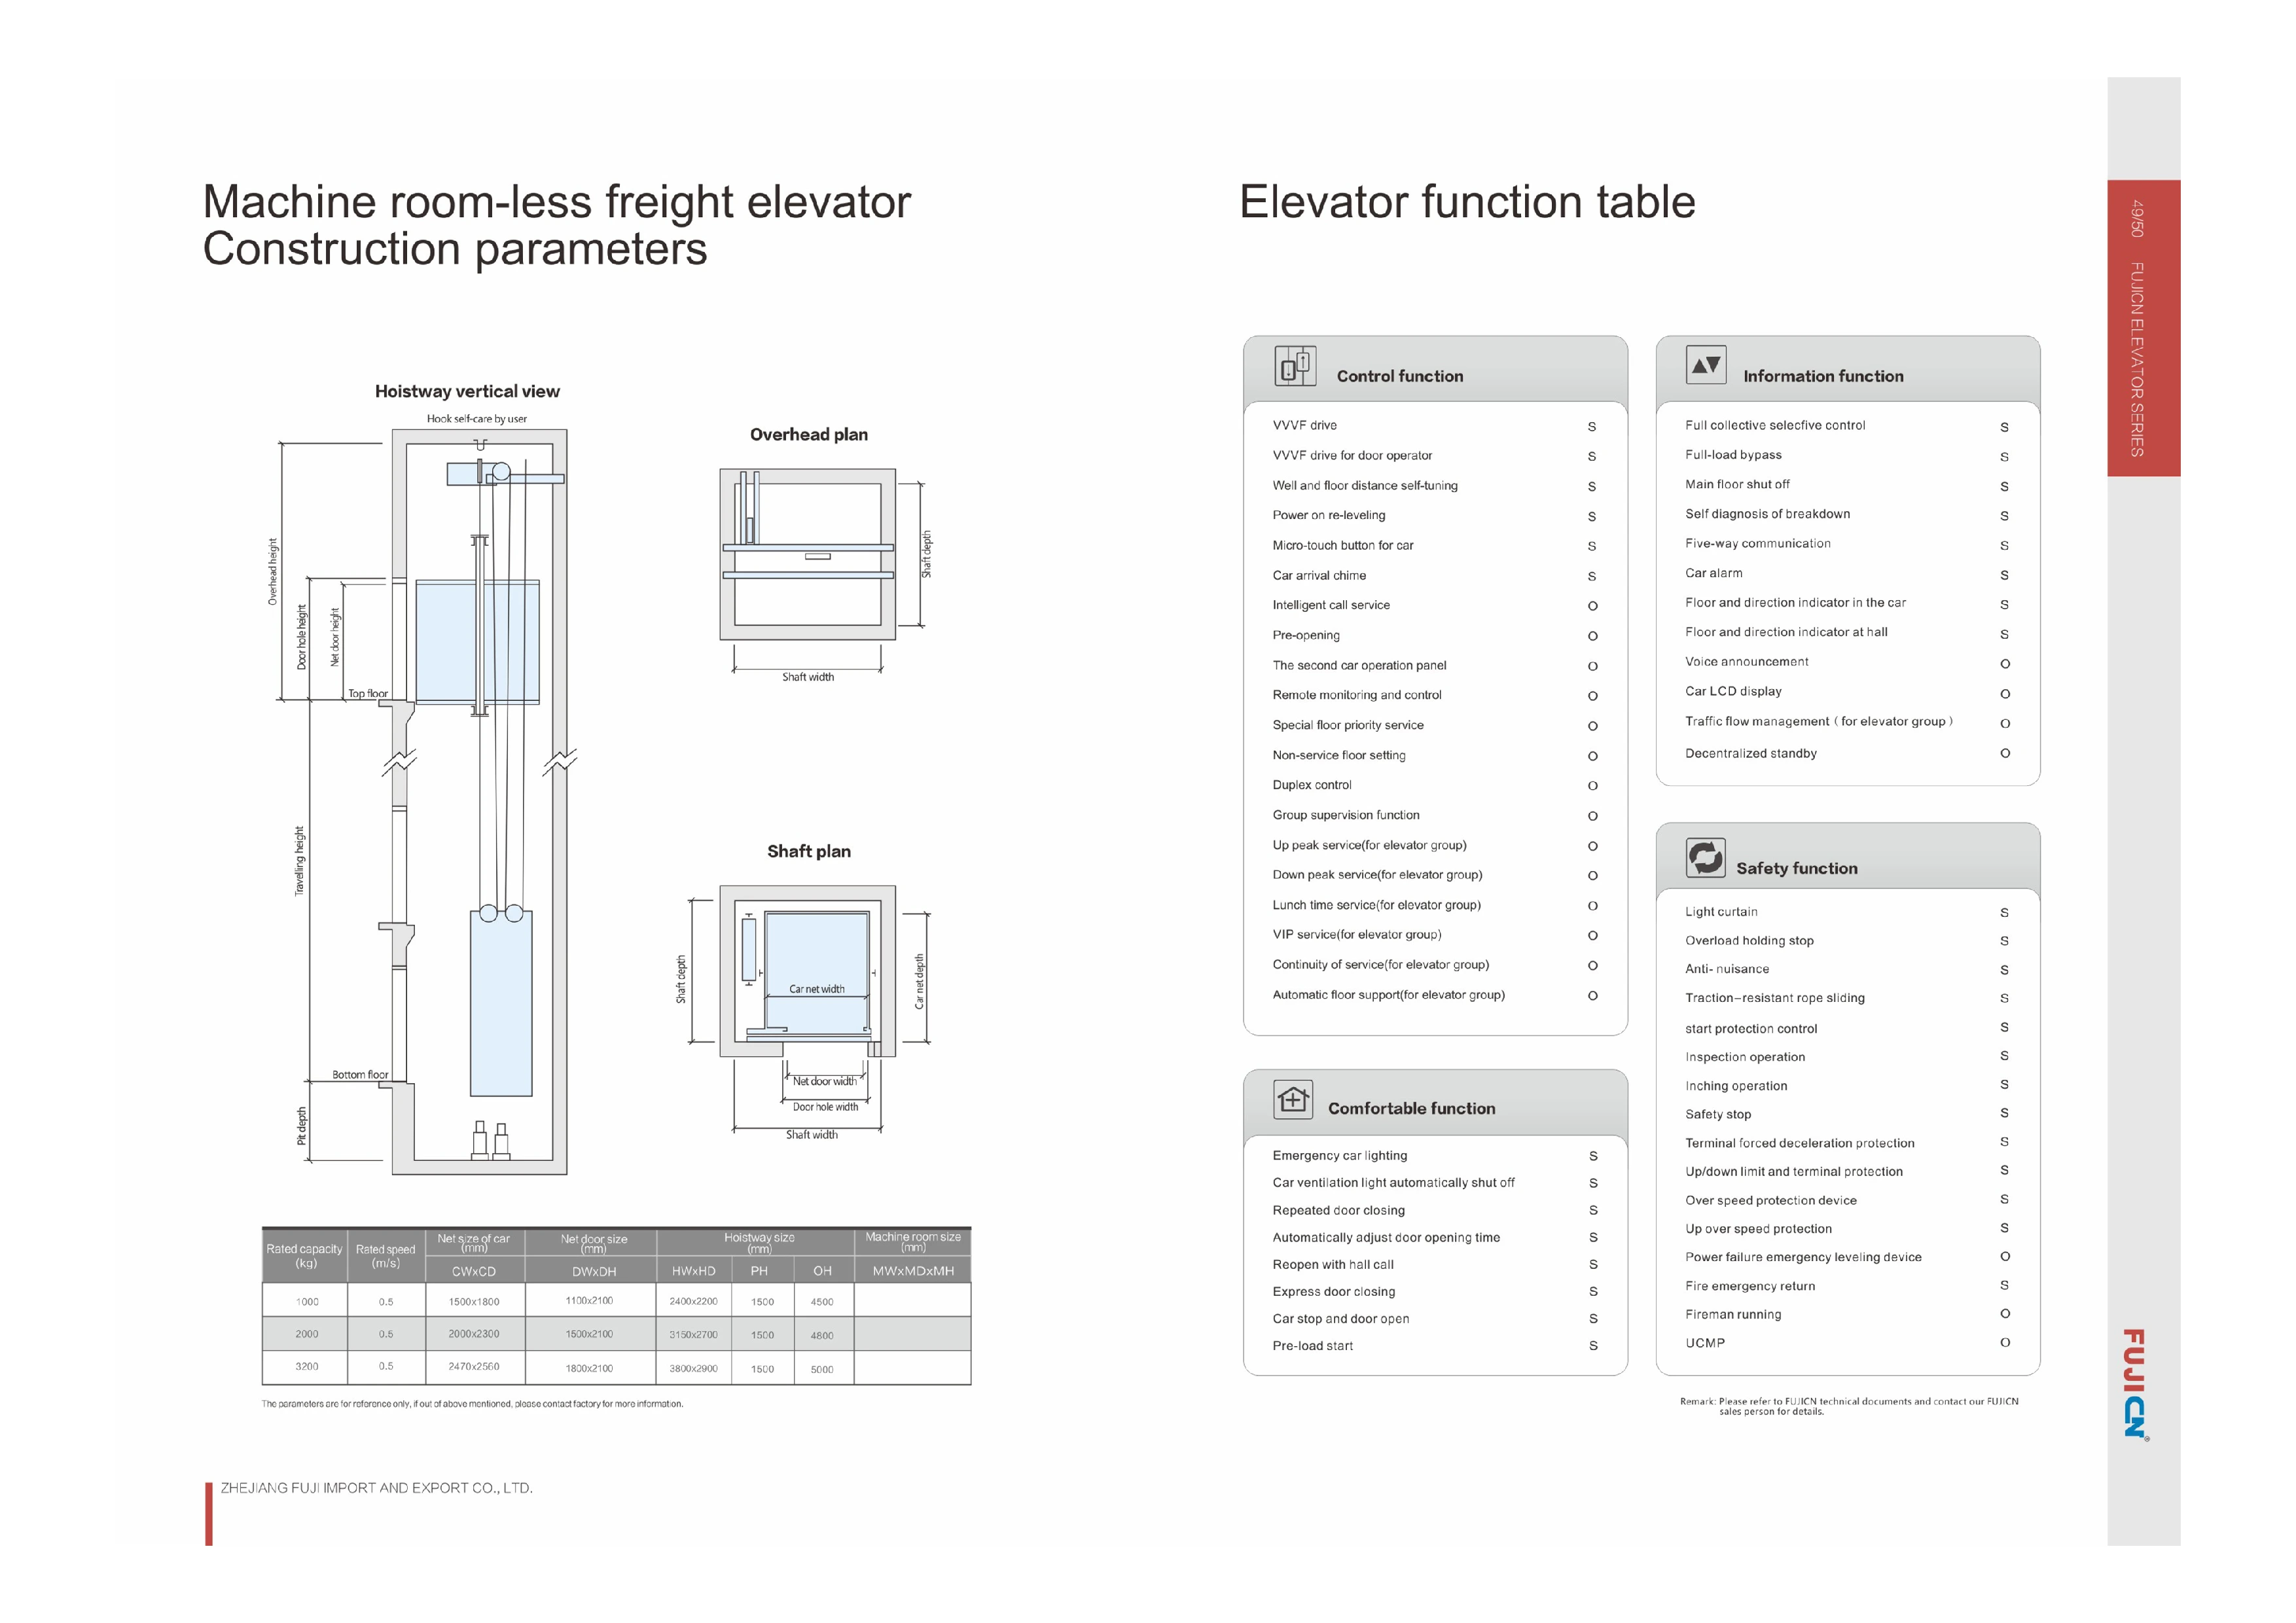 Machine room-less freight elevator
Construction parameters
Hoistway vertical view
Hook self-care by user
Overhead height
Door hole height
Net door height
Top floor
Travelling height
Bottom floor
Pit depth
Overhead plan
Shaft depth
Shaft width
Shaft plan
Shaft depth
Car net width
Car net depth
Net door width
Door hole width
Shaft width
Rated capacity (kg) Rated speed (m/s) Net size of car (mm) Net door size (mm) Hoistway size (mm) Machine room size (mm)
CWxCD DWxDH HWxHD PH OH MWxMDxMH
1000 0.5 1500x1800 1100x2100 2400x2200 1500 4500
2000 0.5 2000x2300 1500x2100 3150x2700 1500 4800
3200 0.5 2470x2560 1800x2100 3800x2900 1500 5000
The parameters are for reference only, if out of above mentioned, please contact factory for more information.
ZHEJIANG FUJI IMPORT AND EXPORT CO., LTD.
Elevator function table
Control function
VVVF drive S
VVVF drive for door operator S
Well and floor distance self-tuning S
Power on re-leveling S
Micro-touch button for car S
Car arrival chime S
Intelligent call service O
Pre-opening O
The second car operation panel O
Remote monitoring and control O
Special floor priority service O
Non-service floor setting O
Duplex control O
Group supervision function O
Up peak service(for elevator group) O
Down peak service(for elevator group) O
Lunch time service(for elevator group) O
VIP service(for elevator group) O
Continuity of service(for elevator group) O
Automatic floor support(for elevator group) O
Comfortable function
Emergency car lighting S
Car ventilation light automatically shut off S
Repeated door closing S
Automatically adjust door opening time S
Reopen with hall call S
Express door closing S
Car stop and door open S
Pre-load start S
Information function
Full collective selecfive control S
Full-load bypass S
Main floor shut off S
Self diagnosis of breakdown S
Five-way communication S
Car alarm S
Floor and direction indicator in the car S
Floor and direction indicator at hall S
Voice announcement O
Car LCD display O
Traffic flow management ( for elevator group ) O
Decentralized standby O
Safety function
Light curtain S
Overload holding stop S
Anti- nuisance S
Traction–resistant rope sliding S
start protection control S
Inspection operation S
Inching operation S
Safety stop S
Terminal forced deceleration protection S
Up/down limit and terminal protection S
Over speed protection device S
Up over speed protection S
Power failure emergency leveling device O
Fire emergency return S
Fireman running O
UCMP O
Remark: Please refer to FUJICN technical documents and contact our FUJICN
sales person for details.
49/50 FUJICN ELEVATOR SERIES
FUJICN®